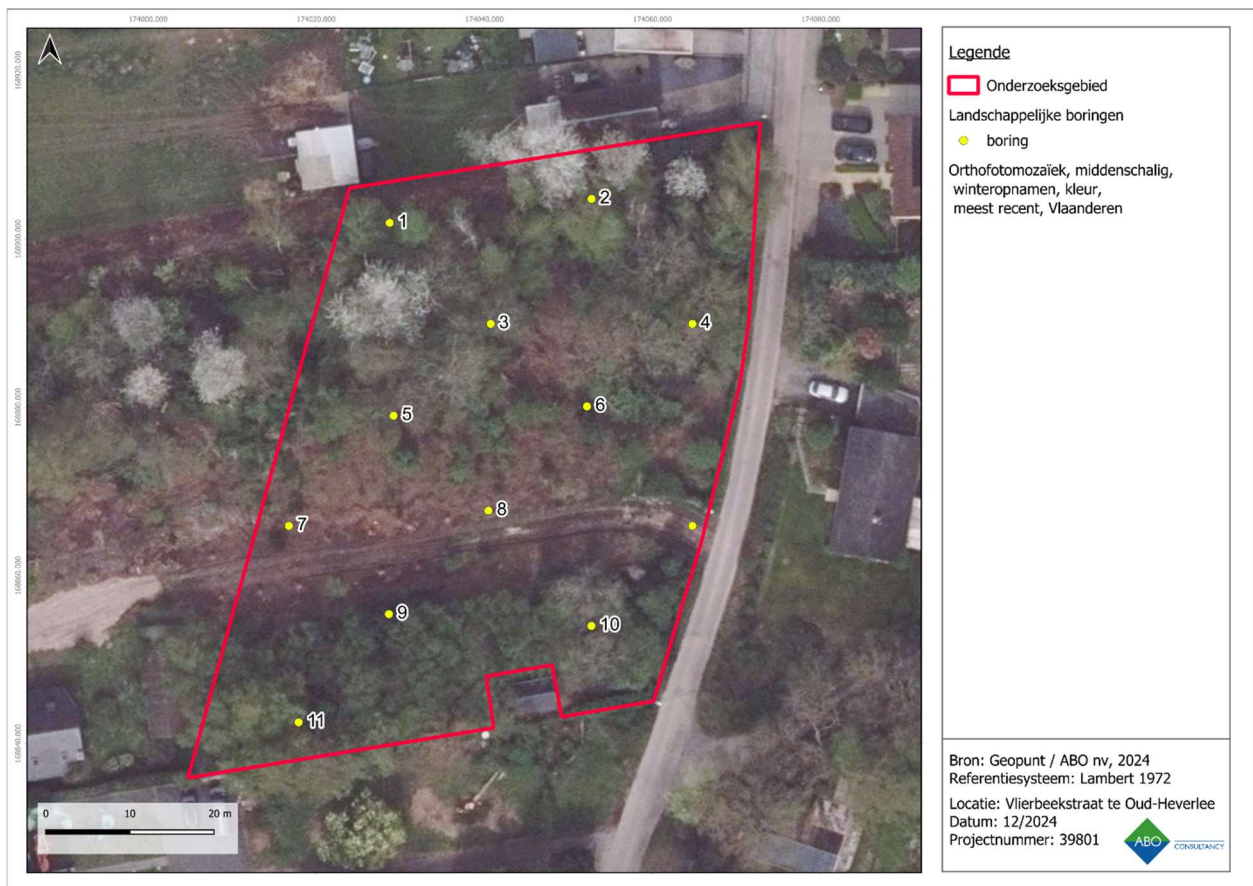 174000.000 174020.000 174040.000 174060.000 174080.000
168920.000
168900.000
168880.000
168860.000
168840.000
1
2
3
4
5
6
7
8
9
10
11
0 10 20 m
Legende
Onderzoeksgebied
Landschappelijke boringen
boring
Orthofotomozaïek, middenschalig,
winteropnamen, kleur,
meest recent, Vlaanderen
Bron: Geopunt / ABO nv, 2024
Referentiesysteem: Lambert 1972
Locatie: Vlierbeekstraat te Oud-Heverlee
Datum: 12/2024
Projectnummer: 39801
ABO CONSULTANCY